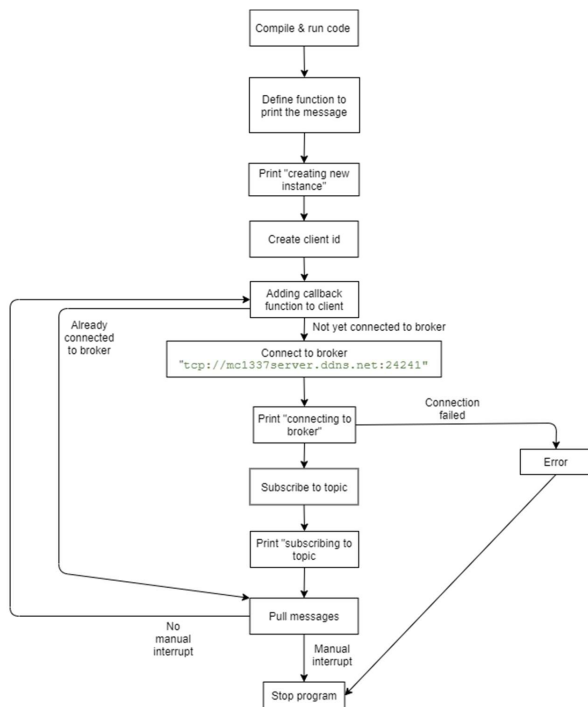 Compile & run code
Define function to
print the message
Print "creating new
instance"
Create client id
Adding callback
function to client
Already
connected
to broker
Not yet connected to broker
Connect to broker
"tcp://mc1337server.ddns.net:24241"
Print "connecting to
broker"
Connection
failed
Error
Subscribe to topic
Print "subscribing to
topic
Pull messages
No
manual
interrupt
Manual
interrupt
Stop program